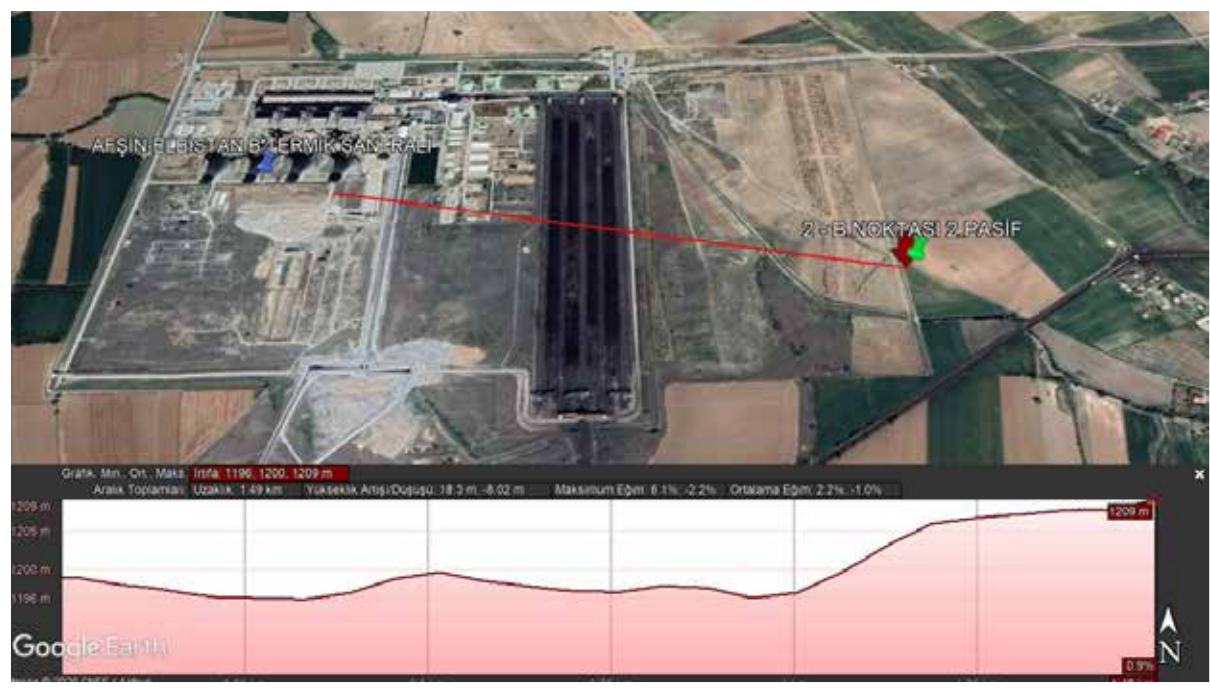 AFŞİN ELBİSTAN B TERMİK SANTRALİ
2 - B NOKTASI 2.PASİF
Grafik. Min., Ort., Maks. İrtifa: 1196, 1200, 1209 m
Aralık Toplamları: Uzaklık: 1.49 km Yükseklik Artışı/Düşüşü: 18.3 m, -8.02 m Maksimum Eğim: 6.1%, -2.2% Ortalama Eğim: 2.2%, -1.0%
1209 m
1209 m
1205 m
1200 m
1196 m
Google Earth
N
0.9%